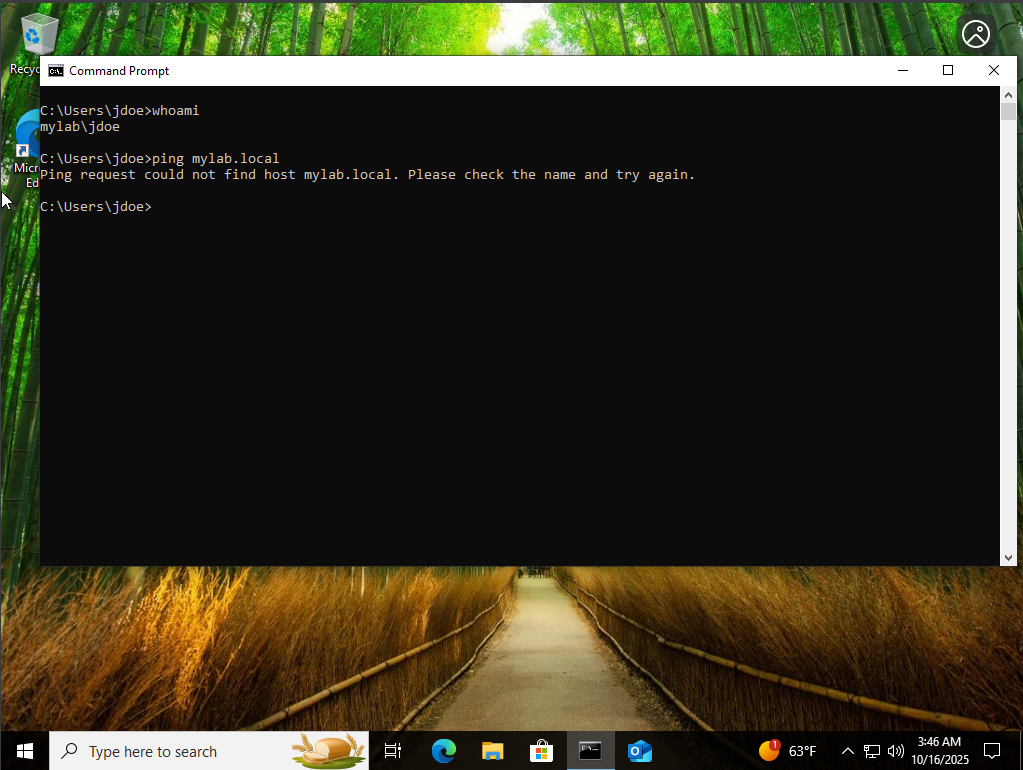 Recyc
Command Prompt
C:\Users\jdoe>whoami
mylab\jdoe
Micr
Ed
C:\Users\jdoe>ping mylab.local
Ping request could not find host mylab.local. Please check the name and try again.
C:\Users\jdoe>
Type here to search
1
63°F
3:46 AM
10/16/2025